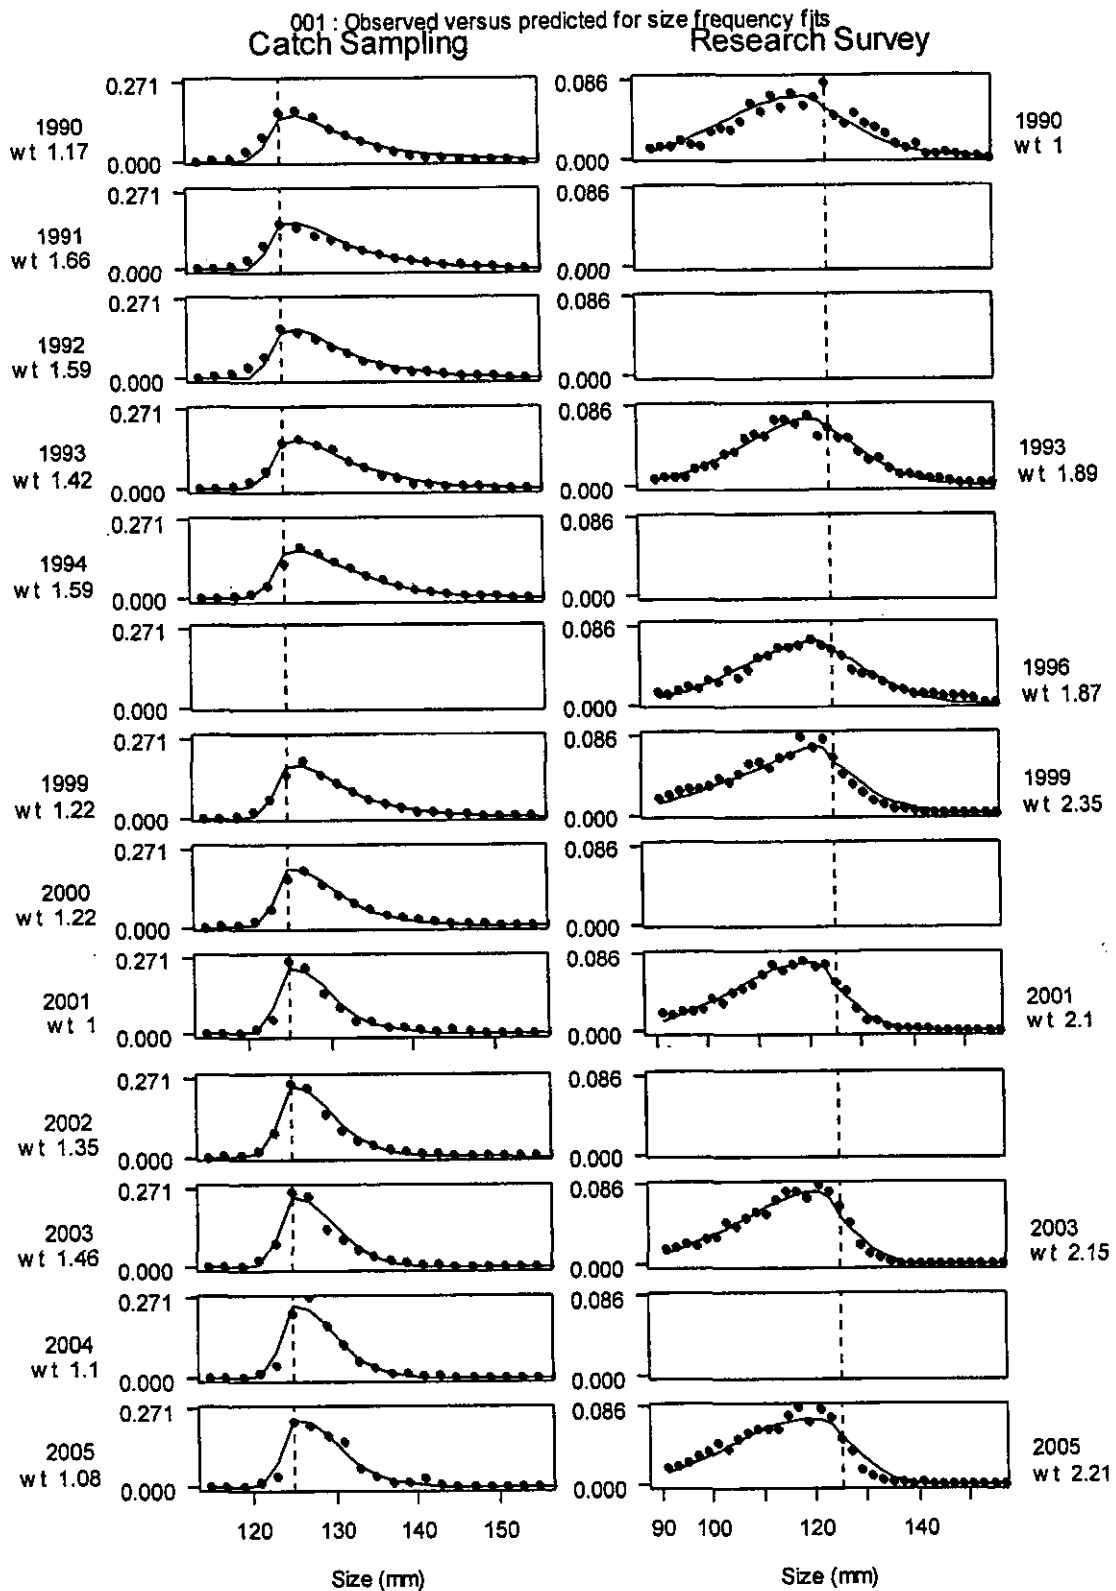 001 : Observed versus predicted for size frequency fits
Catch Sampling Research Survey
0.271 0.086
1990 1990
wt 1.17 wt 1
0.000 0.000
0.271 0.086
1991
wt 1.66
0.000 0.000
0.271 0.086
1992
wt 1.59
0.000 0.000
0.271 0.086
1993 1993
wt 1.42 wt 1.89
0.000 0.000
0.271 0.086
1994
wt 1.59
0.000 0.000
0.271 0.086
1996
wt 1.87
0.000 0.000
0.271 0.086
1999 1999
wt 1.22 wt 2.35
0.000 0.000
0.271 0.086
2000
wt 1.22
0.000 0.000
0.271 0.086
2001 2001
wt 1 wt 2.1
0.000 0.000
0.271 0.086
2002
wt 1.35
0.000 0.000
0.271 0.086
2003 2003
wt 1.46 wt 2.15
0.000 0.000
0.271 0.086
2004
wt 1.1
0.000 0.000
0.271 0.086
2005 2005
wt 1.08 wt 2.21
0.000 0.000
120 130 140 150 90 100 120 140
Size (mm) Size (mm)